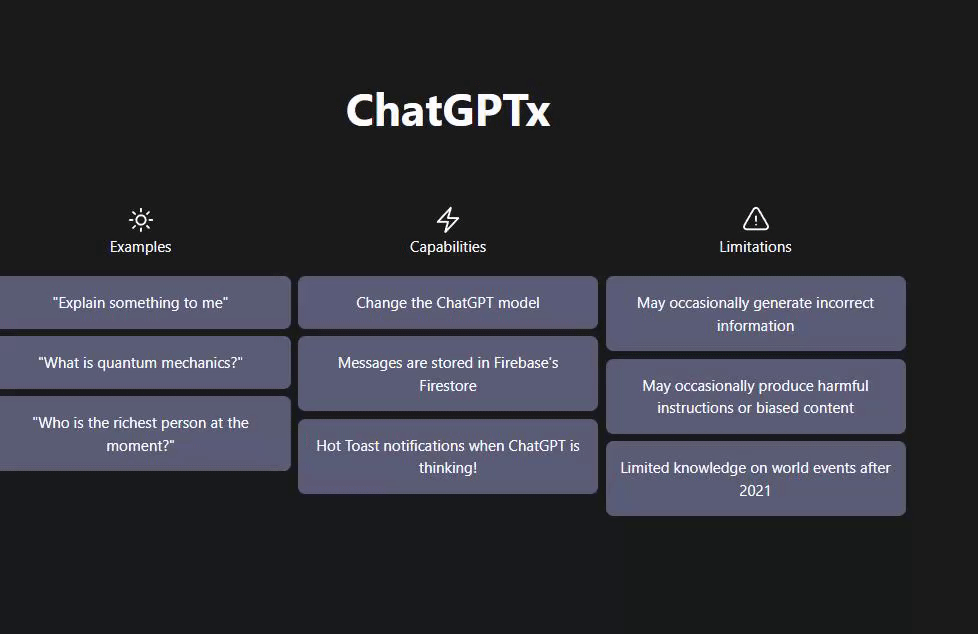 ChatGPTx
Examples
"Explain something to me"
"What is quantum mechanics?"
"Who is the richest person at the
moment?"
Capabilities
Change the ChatGPT model
Messages are stored in Firebase's
Firestore
Hot Toast notifications when ChatGPT is
thinking!
Limitations
May occasionally generate incorrect
information
May occasionally produce harmful
instructions or biased content
Limited knowledge on world events after
2021